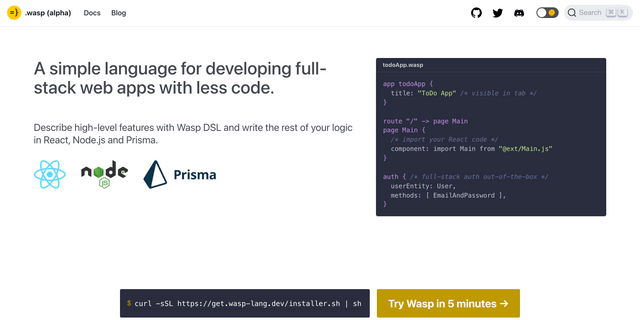 =}
.wasp (alpha)
Docs
Blog
Search
⌘
K
A simple language for developing full-
stack web apps with less code.
Describe high-level features with Wasp DSL and write the rest of your logic
in React, Node.js and Prisma.
node
JS
Prisma
todoApp.wasp
app todoApp {
title: "ToDo App" /* visible in tab */
}
route "/" -> page Main
page Main {
/* import your React code */
component: import Main from "@ext/Main.js"
}
auth { /* full-stack auth out-of-the-box */
userEntity: User,
methods: [ EmailAndPassword ],
}
$ curl -sSL https://get.wasp-lang.dev/installer.sh | sh
Try Wasp in 5 minutes →